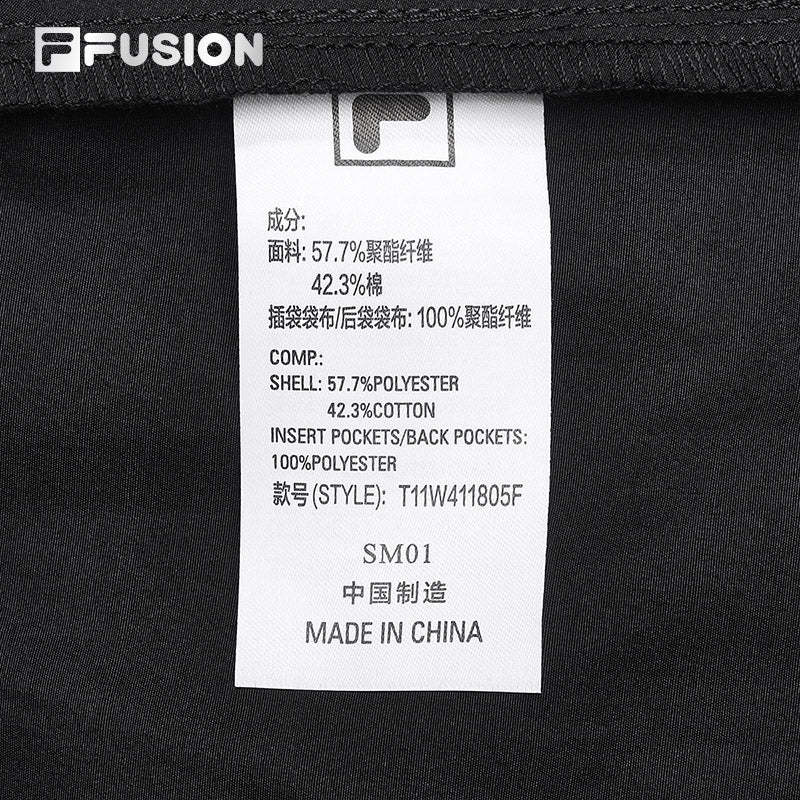 FUSION
成分:
面料: 57.7%聚酯纤维
42.3%棉
插袋袋布/后袋袋布: 100%聚酯纤维
COMP.:
SHELL: 57.7%POLYESTER
42.3%COTTON
INSERT POCKETS/BACK POCKETS:
100%POLYESTER
款号(STYLE): T11W411805F
SM01
中国制造
MADE IN CHINA